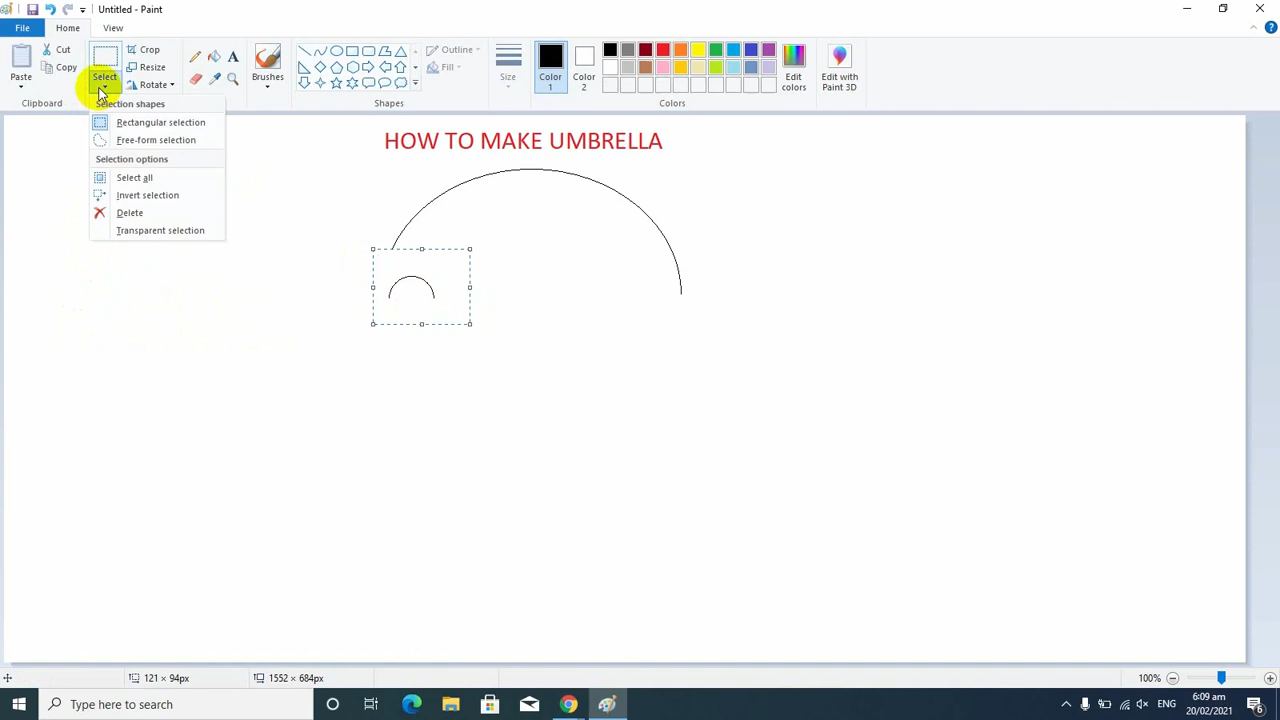 Untitled - Paint
File Home View
Paste
Cut
Copy
Clipboard
Select
Crop
Resize
Rotate
Brushes
Outline
Fill
Shapes
Size
Color 1
Color 2
Colors
Edit colors
Edit with Paint 3D
Selection shapes
Rectangular selection
Free-form selection
Selection options
Select all
Invert selection
Delete
Transparent selection
HOW TO MAKE UMBRELLA
121 × 94px
1552 × 684px
100%
Type here to search
ENG
6:09 am
20/02/2021
6